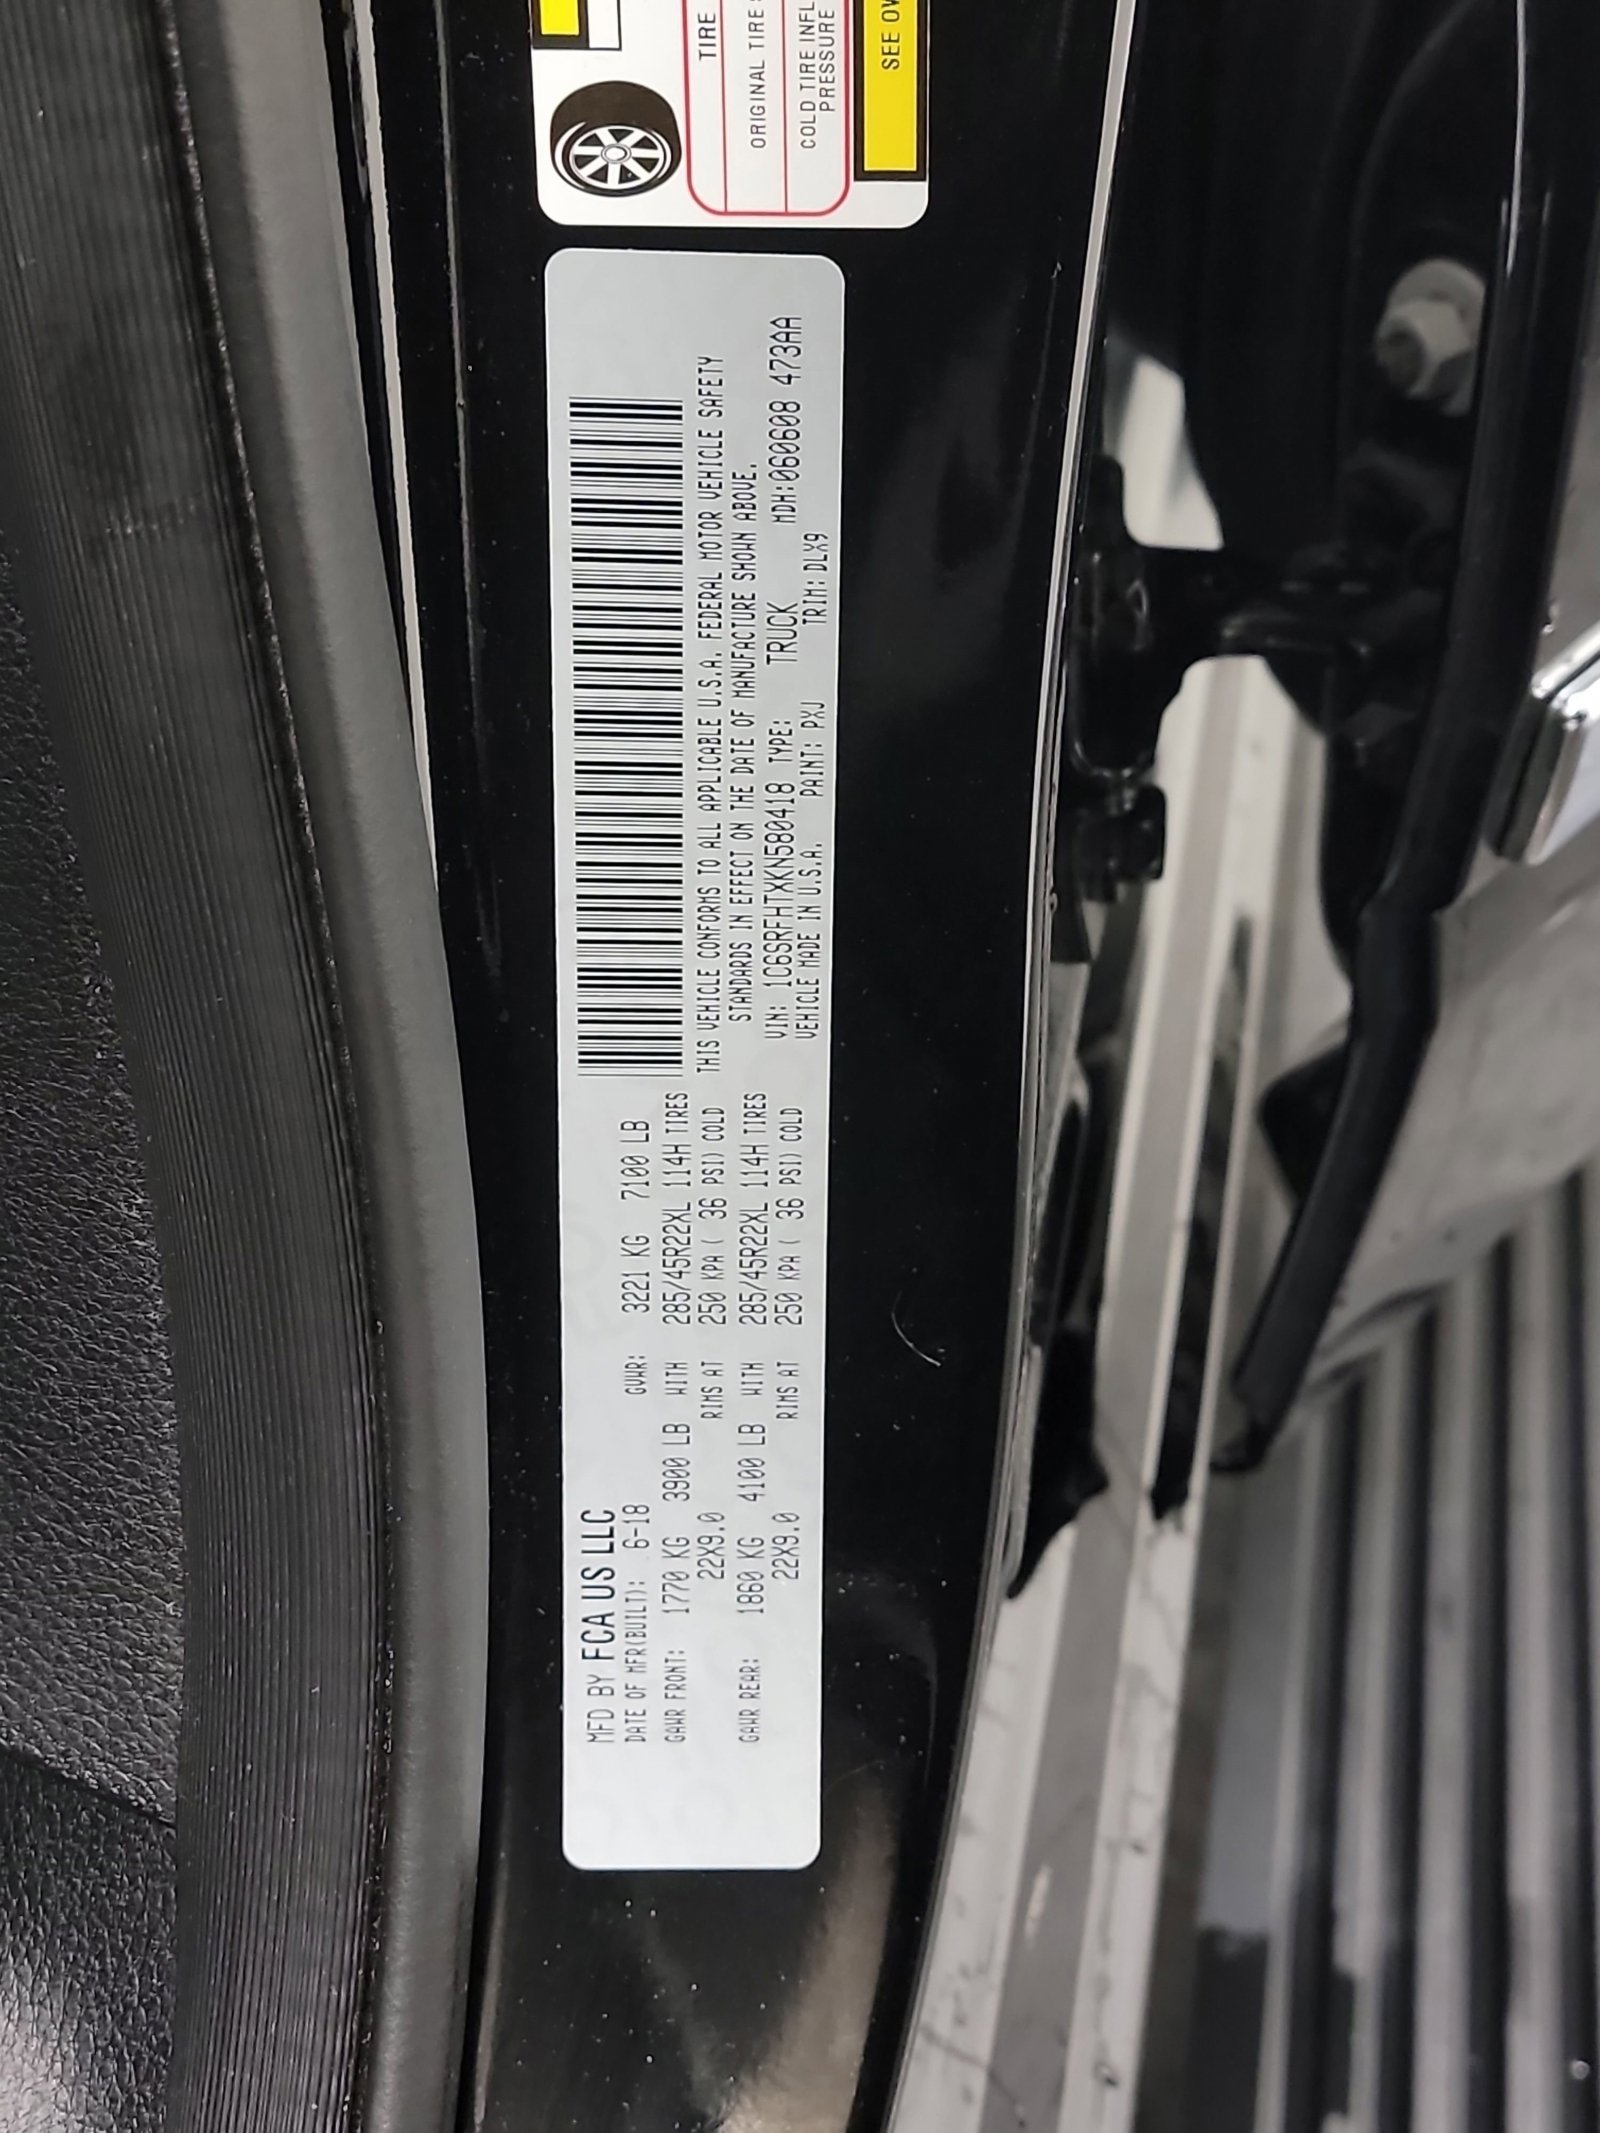 MFD BY FCA US LLC
DATE OF MFR(BUILT): 6-18 GVWR: 3221 KG 7100 LB
GAWR FRONT: 1770 KG 3900 LB WITH 285/45R22XL 114H TIRES
22X9.0 RIMS AT 250 KPA ( 36 PSI) COLD
GAWR REAR: 1860 KG 4100 LB WITH 285/45R22XL 114H TIRES
22X9.0 RIMS AT 250 KPA ( 36 PSI) COLD
THIS VEHICLE CONFORMS TO ALL APPLICABLE U.S.A. FEDERAL MOTOR VEHICLE SAFETY
STANDARDS IN EFFECT ON THE DATE OF MANUFACTURE SHOWN ABOVE.
VIN: 1C6SRFHTXKN580418 TYPE: TRUCK MDH:060608 473AA
VEHICLE MADE IN U.S.A. PAINT: PXJ TRIM: DLX9
TIRE
ORIGINAL TIRE
COLD TIRE INFL
PRESSURE
SEE OW